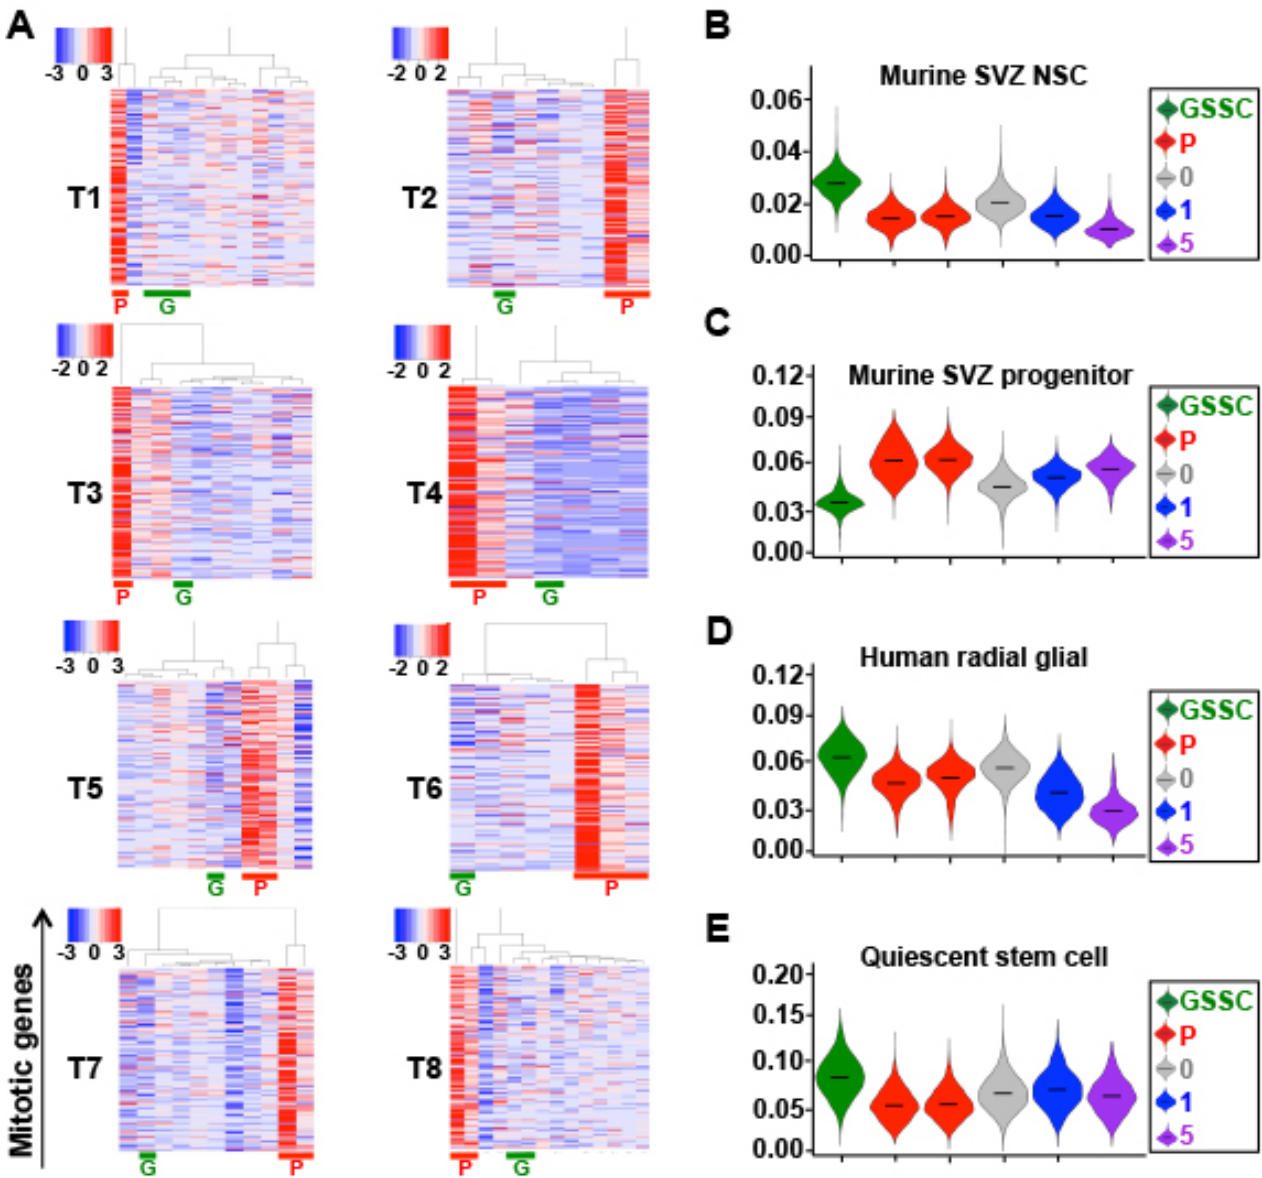 A
-3 0 3
T1
P
G
-2 0 2
T2
G
P
-2 0 2
T3
P
G
-2 0 2
T4
P
G
-3 0 3
T5
G
P
-2 0 2
T6
G
P
-3 0 3
T7
G
P
-3 0 3
T8
P
G
Mitotic genes
B
Murine SVZ NSC
0.06
0.04
0.02
0.00
GSSC
P
0
1
5
C
Murine SVZ progenitor
0.12
0.09
0.06
0.03
0.00
GSSC
P
0
1
5
D
Human radial glial
0.12
0.09
0.06
0.03
0.00
GSSC
P
0
1
5
E
Quiescent stem cell
0.20
0.15
0.10
0.05
0.00
GSSC
P
0
1
5